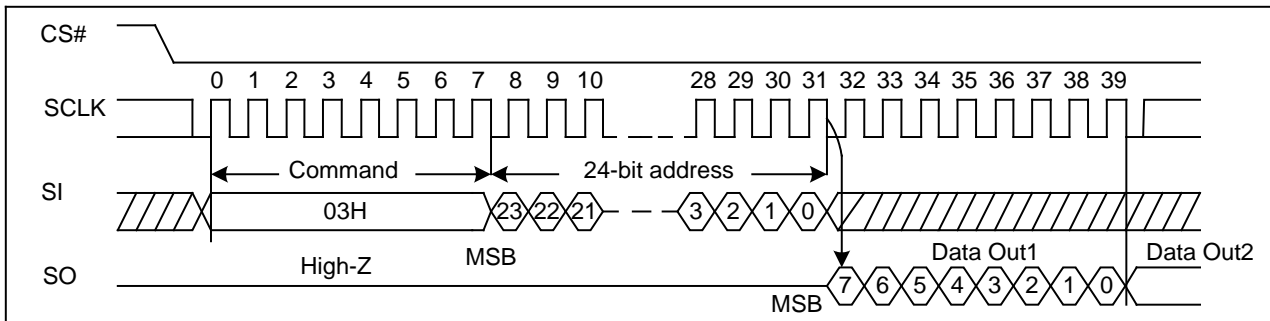 CS#
0 1 2 3 4 5 6 7 8 9 10 28 29 30 31 32 33 34 35 36 37 38 39
SCLK
Command 24-bit address
SI
03H 23 22 21 3 2 1 0
MSB
High-Z Data Out1 Data Out2
SO
7 6 5 4 3 2 1 0
MSB